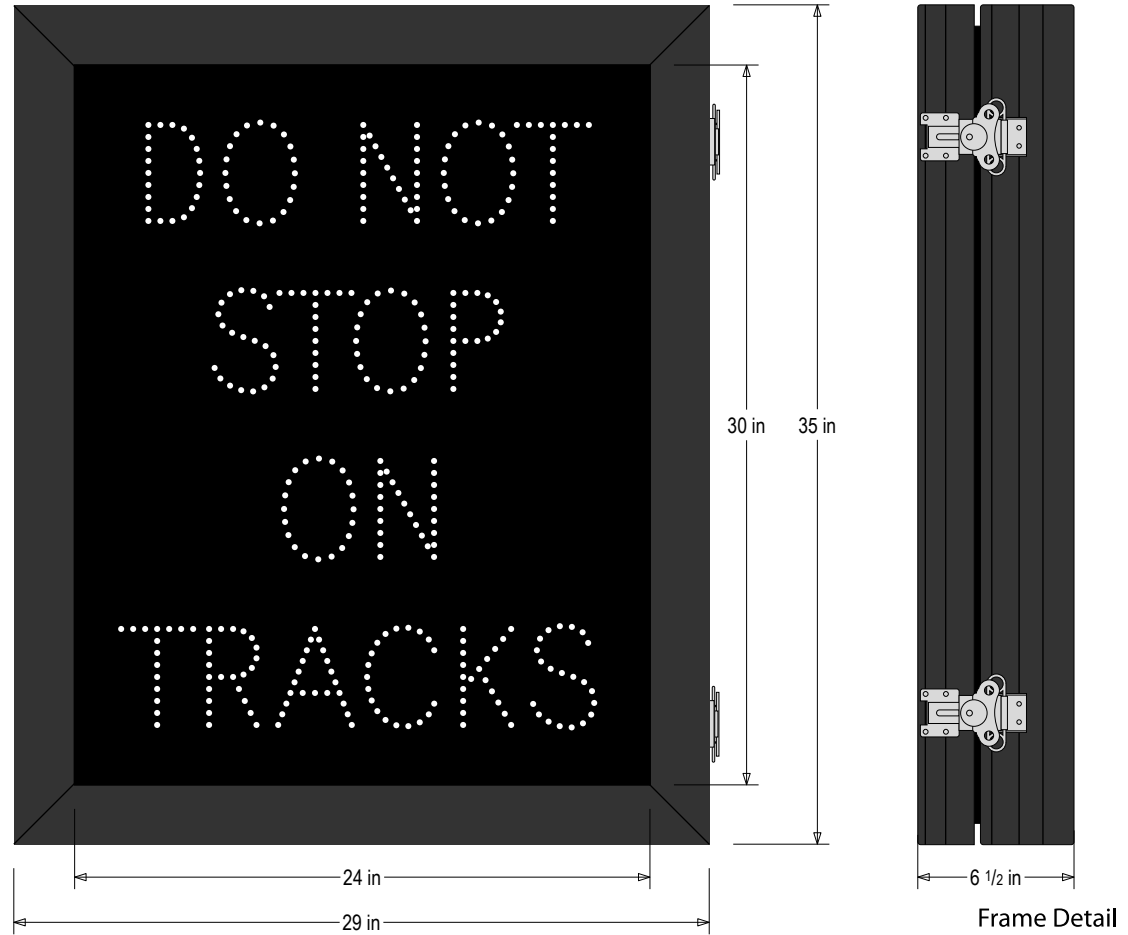 DO NOT
STOP
ON
TRACKS
30 in
35 in
24 in
29 in
6 1/2 in
Frame Detail